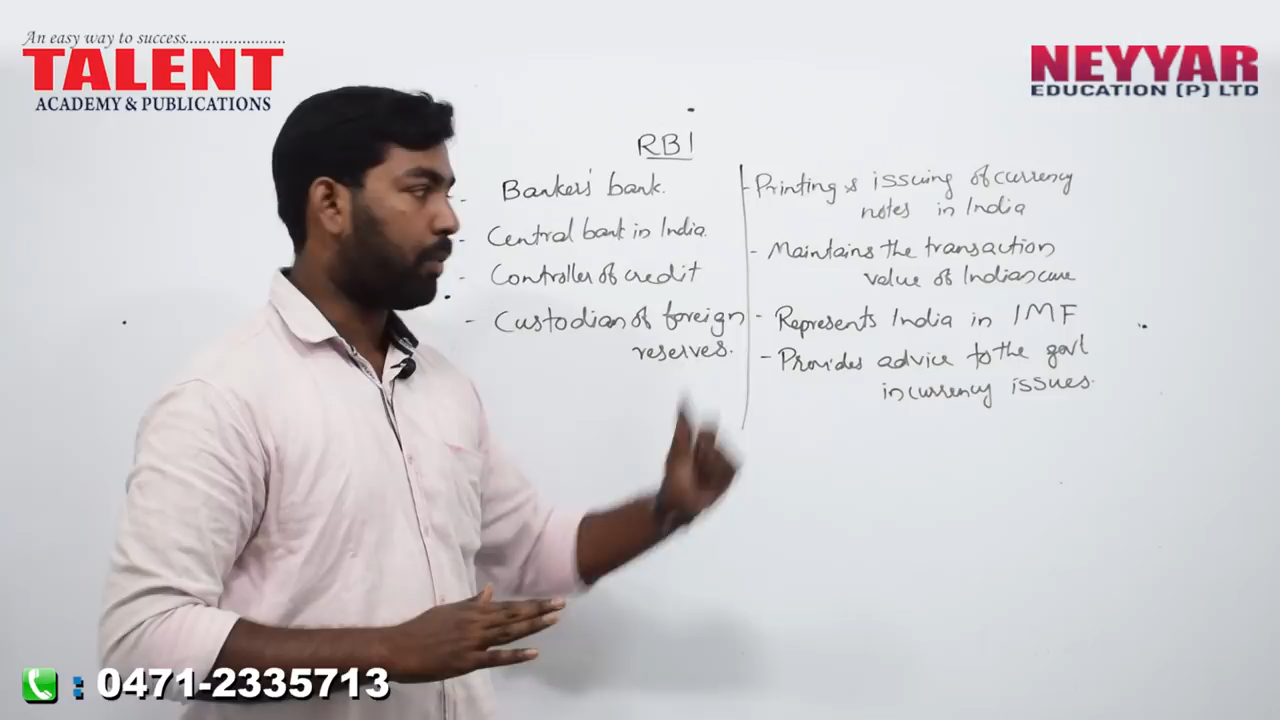 An easy way to success.......................
TALENT
ACADEMY & PUBLICATIONS
NEYYAR
EDUCATION (P) LTD
RBI
- Bankers' bank.
- Central bank in India.
- Controller of credit
- Custodian of foreign
reserves.
- Printing & issuing of currency
notes in India
- Maintains the transaction
value of Indian
- Represents India in IMF
- Provides advice to the govt
in currency issues.
: 0471-2335713